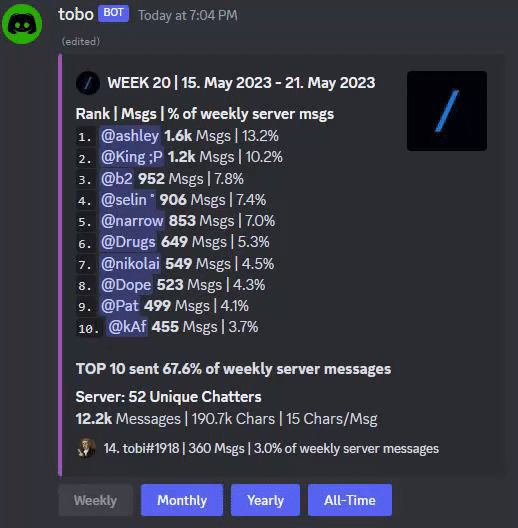 tobo BOT Today at 7:04 PM
(edited)
WEEK 20 | 15. May 2023 - 21. May 2023
Rank | Msgs | % of weekly server msgs
1. @ashley 1.6k Msgs | 13.2%
2. @King ;P 1.2k Msgs | 10.2%
3. @b2 952 Msgs | 7.8%
4. @selin ° 906 Msgs | 7.4%
5. @narrow 853 Msgs | 7.0%
6. @Drugs 649 Msgs | 5.3%
7. @nikolai 549 Msgs | 4.5%
8. @Dope 523 Msgs | 4.3%
9. @Pat 499 Msgs | 4.1%
10. @kAf 455 Msgs | 3.7%
TOP 10 sent 67.6% of weekly server messages
Server: 52 Unique Chatters
12.2k Messages | 190.7k Chars | 15 Chars/Msg
14. tobi#1918 | 360 Msgs | 3.0% of weekly server messages
Weekly Monthly Yearly All-Time